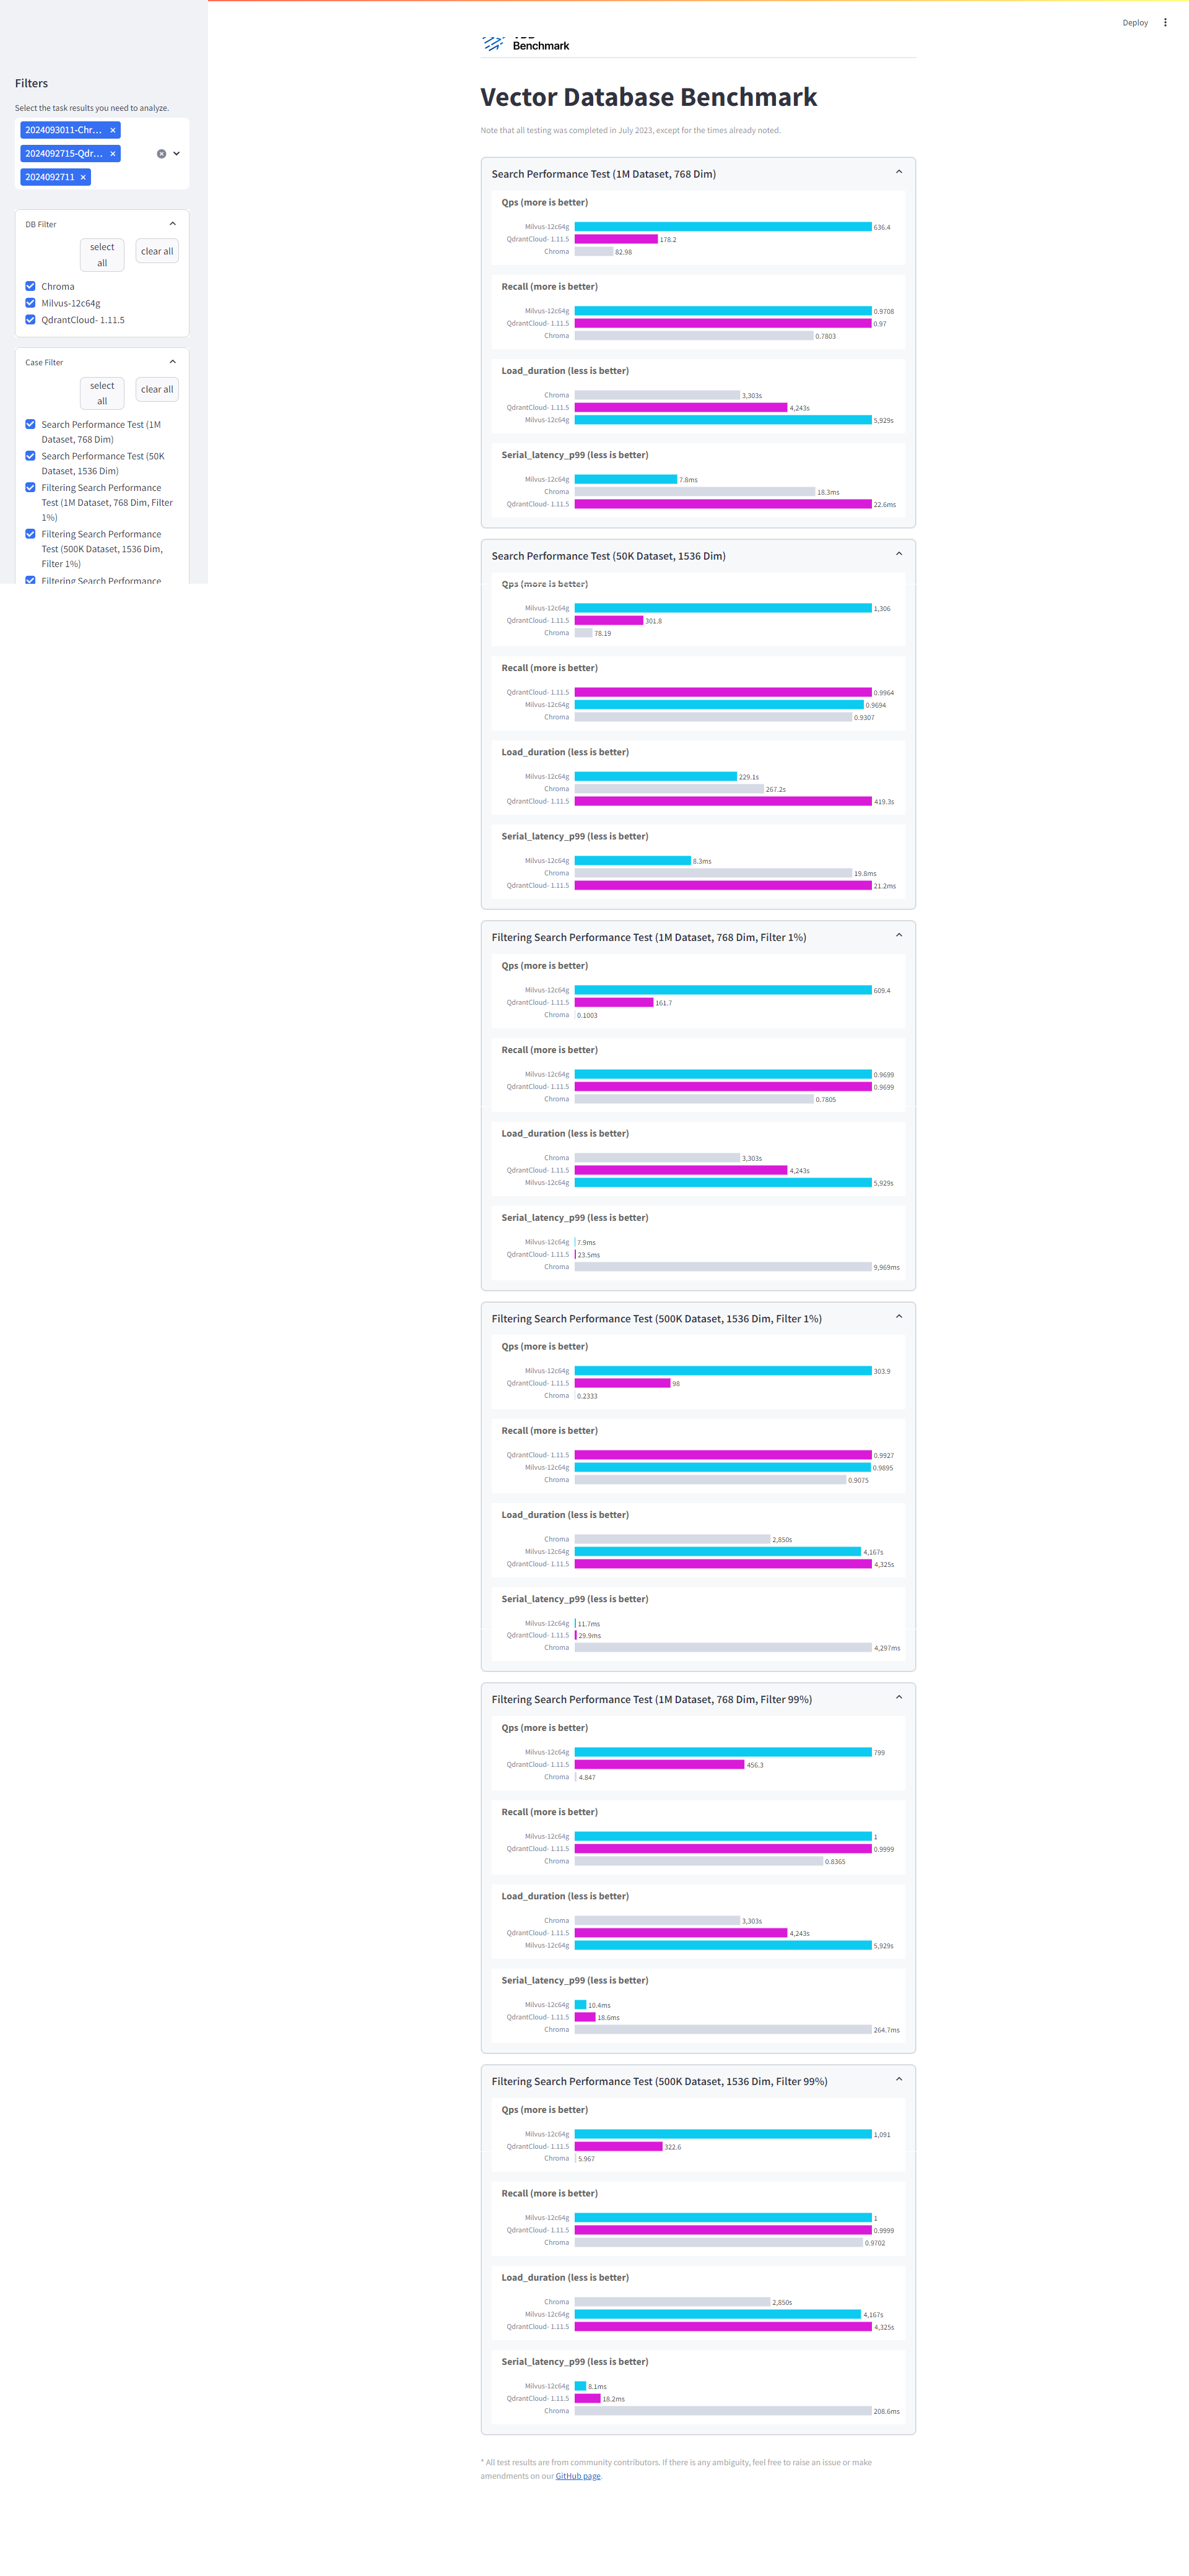 Deploy
Benchmark
Filters
Select the task results you need to analyze.
2024093011-Chr...
2024092715-Qdr...
2024092711
DB Filter
select all
clear all
Chroma
Milvus-12c64g
QdrantCloud- 1.11.5
Case Filter
select all
clear all
Search Performance Test (1M
Dataset, 768 Dim)
Search Performance Test (50K
Dataset, 1536 Dim)
Filtering Search Performance
Test (1M Dataset, 768 Dim, Filter
1%)
Filtering Search Performance
Test (500K Dataset, 1536 Dim,
Filter 1%)
Filtering Search Performance
Vector Database Benchmark
Note that all testing was completed in July 2023, except for the times already noted.
Search Performance Test (1M Dataset, 768 Dim)
Qps (more is better)
Milvus-12c64g 636.4
QdrantCloud- 1.11.5 178.2
Chroma 82.98
Recall (more is better)
Milvus-12c64g 0.9708
QdrantCloud- 1.11.5 0.97
Chroma 0.7803
Load_duration (less is better)
Chroma 3,303s
QdrantCloud- 1.11.5 4,243s
Milvus-12c64g 5,929s
Serial_latency_p99 (less is better)
Milvus-12c64g 7.8ms
Chroma 18.3ms
QdrantCloud- 1.11.5 22.6ms
Search Performance Test (50K Dataset, 1536 Dim)
Qps (more is better)
Milvus-12c64g 1,306
QdrantCloud- 1.11.5 301.8
Chroma 78.19
Recall (more is better)
QdrantCloud- 1.11.5 0.9964
Milvus-12c64g 0.9694
Chroma 0.9307
Load_duration (less is better)
Milvus-12c64g 229.1s
Chroma 267.2s
QdrantCloud- 1.11.5 419.3s
Serial_latency_p99 (less is better)
Milvus-12c64g 8.3ms
Chroma 19.8ms
QdrantCloud- 1.11.5 21.2ms
Filtering Search Performance Test (1M Dataset, 768 Dim, Filter 1%)
Qps (more is better)
Milvus-12c64g 609.4
QdrantCloud- 1.11.5 161.7
Chroma 0.1003
Recall (more is better)
Milvus-12c64g 0.9699
QdrantCloud- 1.11.5 0.9699
Chroma 0.7805
Load_duration (less is better)
Chroma 3,303s
QdrantCloud- 1.11.5 4,243s
Milvus-12c64g 5,929s
Serial_latency_p99 (less is better)
Milvus-12c64g 7.9ms
QdrantCloud- 1.11.5 23.5ms
Chroma 9,969ms
Filtering Search Performance Test (500K Dataset, 1536 Dim, Filter 1%)
Qps (more is better)
Milvus-12c64g 303.9
QdrantCloud- 1.11.5 98
Chroma 0.2333
Recall (more is better)
QdrantCloud- 1.11.5 0.9927
Milvus-12c64g 0.9895
Chroma 0.9075
Load_duration (less is better)
Chroma 2,850s
Milvus-12c64g 4,167s
QdrantCloud- 1.11.5 4,325s
Serial_latency_p99 (less is better)
Milvus-12c64g 11.7ms
QdrantCloud- 1.11.5 29.9ms
Chroma 4,297ms
Filtering Search Performance Test (1M Dataset, 768 Dim, Filter 99%)
Qps (more is better)
Milvus-12c64g 799
QdrantCloud- 1.11.5 456.3
Chroma 4.847
Recall (more is better)
Milvus-12c64g 1
QdrantCloud- 1.11.5 0.9999
Chroma 0.8365
Load_duration (less is better)
Chroma 3,303s
QdrantCloud- 1.11.5 4,243s
Milvus-12c64g 5,929s
Serial_latency_p99 (less is better)
Milvus-12c64g 10.4ms
QdrantCloud- 1.11.5 18.6ms
Chroma 264.7ms
Filtering Search Performance Test (500K Dataset, 1536 Dim, Filter 99%)
Qps (more is better)
Milvus-12c64g 1,091
QdrantCloud- 1.11.5 322.6
Chroma 5.967
Recall (more is better)
Milvus-12c64g 1
QdrantCloud- 1.11.5 0.9999
Chroma 0.9702
Load_duration (less is better)
Chroma 2,850s
Milvus-12c64g 4,167s
QdrantCloud- 1.11.5 4,325s
Serial_latency_p99 (less is better)
Milvus-12c64g 8.1ms
QdrantCloud- 1.11.5 18.2ms
Chroma 208.6ms
* All test results are from community contributors. If there is any ambiguity, feel free to raise an issue or make
amendments on our GitHub page.